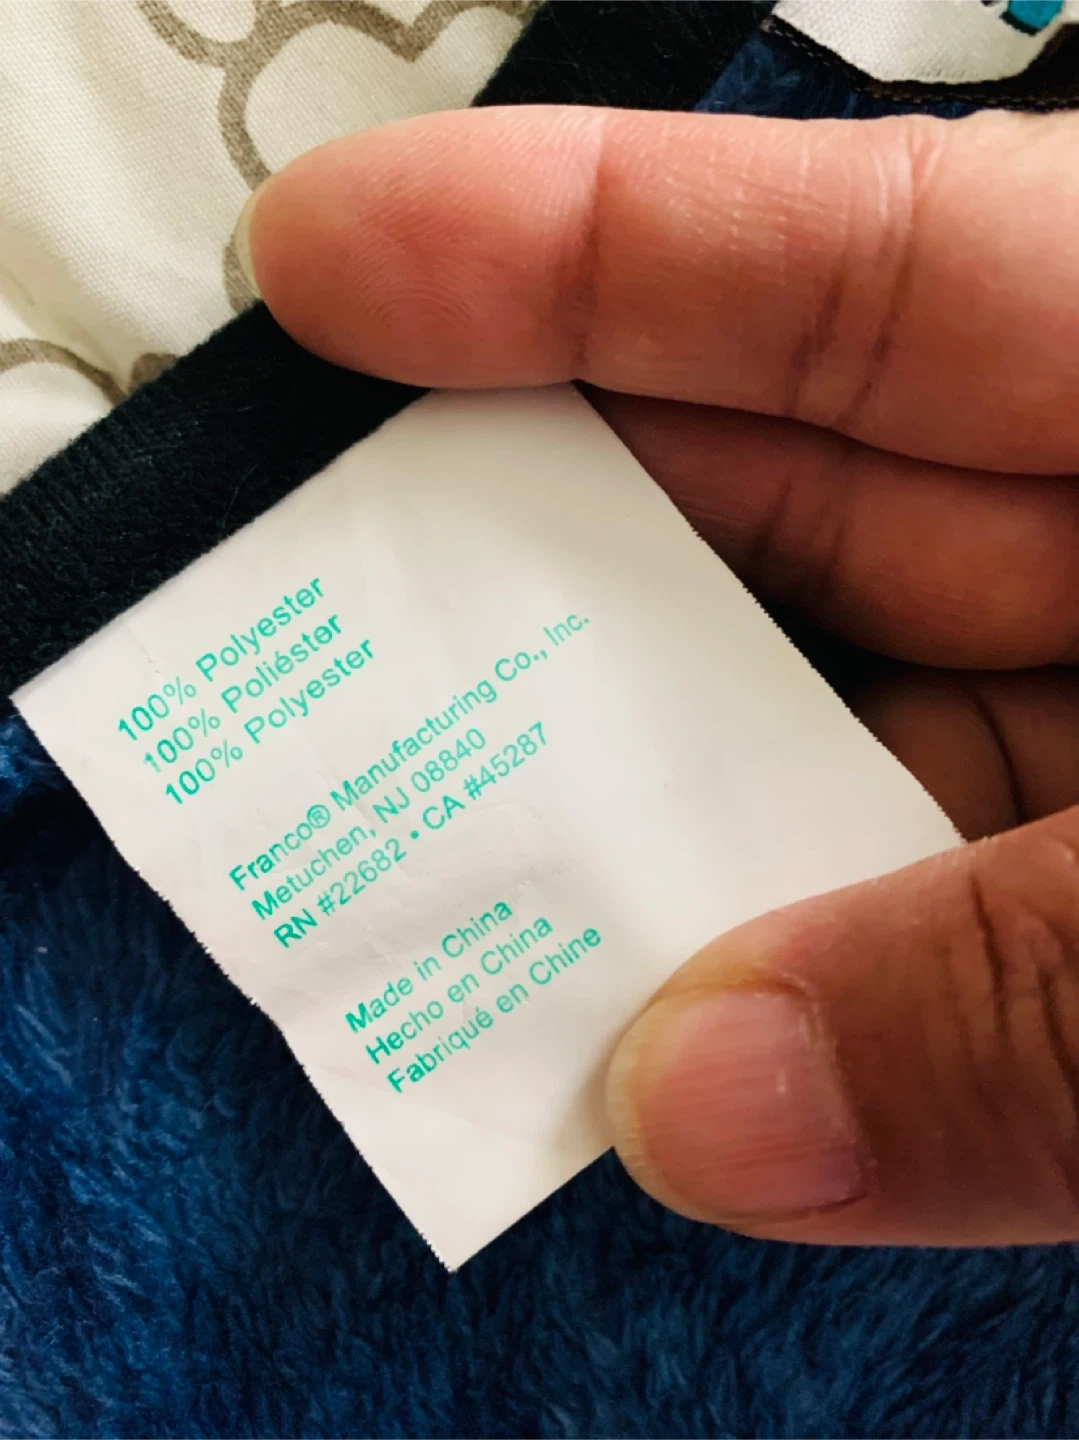 100% Polyester
100% Poliéster
100% Polyester
Franco® Manufacturing Co., Inc.
Metuchen, NJ 08840
RN #22682 • CA #45287
Made in China
Hecho en China
Fabriqué en Chine